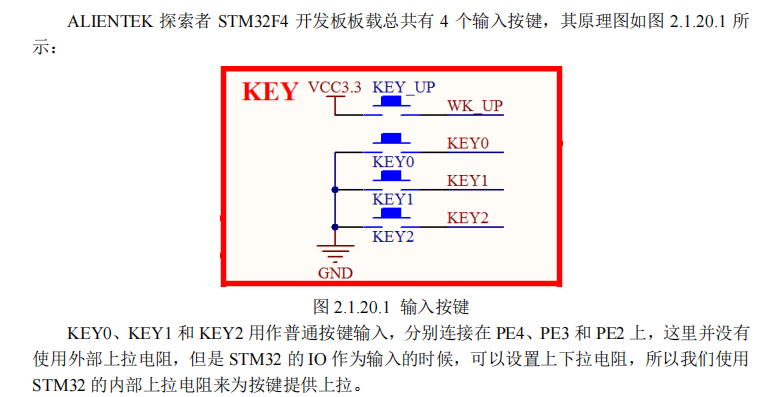 ALIENTEK 探索者 STM32F4 开发板板载总共有 4 个输入按键，其原理图如图 2.1.20.1 所
示：
KEY VCC3.3 KEY_UP
WK_UP
KEY0
KEY0
KEY1
KEY1
KEY2
KEY2
GND
图 2.1.20.1 输入按键
KEY0、KEY1 和 KEY2 用作普通按键输入，分别连接在 PE4、PE3 和 PE2 上，这里并没有
使用外部上拉电阻，但是 STM32 的 IO 作为输入的时候，可以设置上下拉电阻，所以我们使用
STM32 的内部上拉电阻来为按键提供上拉。